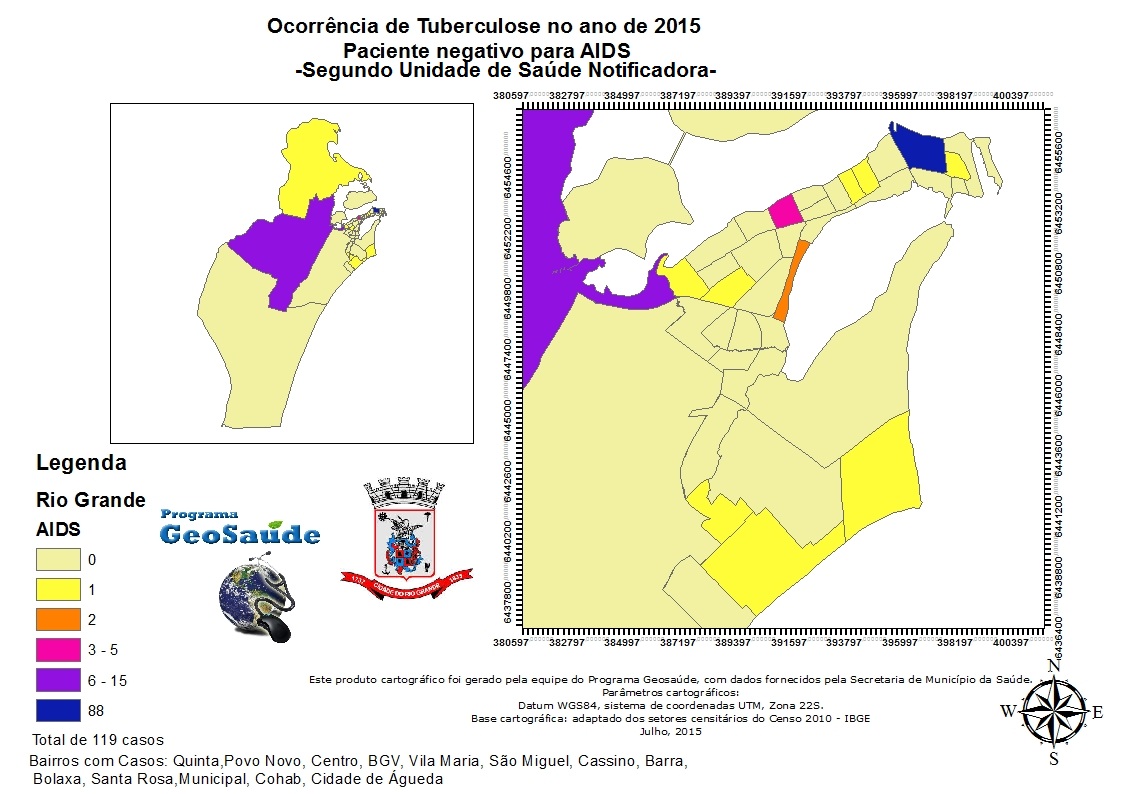 Ocorrência de Tuberculose no ano de 2015
Paciente negativo para AIDS
-Segundo Unidade de Saúde Notificadora-
380597 382797 384997 387197 389397 391597 393797 395997 398197 400397
6454600 6452200 6449800 6447400 6445000 6442600 6440200 6437800
6455600 6453200 6450800 6448400 6446000 6443600 6441200 6438800 6436400
380597 382797 384997 387197 389397 391597 393797 395997 398197 400397
Legenda
Rio Grande
AIDS
0
1
2
3 - 5
6 - 15
88
Programa
GeoSaúde
1737 CIDADE DO RIO GRANDE 1835
Total de 119 casos
Bairros com Casos: Quinta,Povo Novo, Centro, BGV, Vila Maria, São Miguel, Cassino, Barra,
Bolaxa, Santa Rosa,Municipal, Cohab, Cidade de Águeda
Este produto cartográfico foi gerado pela equipe do Programa Geosaúde, com dados fornecidos pela Secretaria de Município da Saúde.
Parâmetros cartográficos:
Datum WGS84, sistema de coordenadas UTM, Zona 22S.
Base cartográfica: adaptado dos setores censitários do Censo 2010 - IBGE
Julho, 2015
N
W E
S